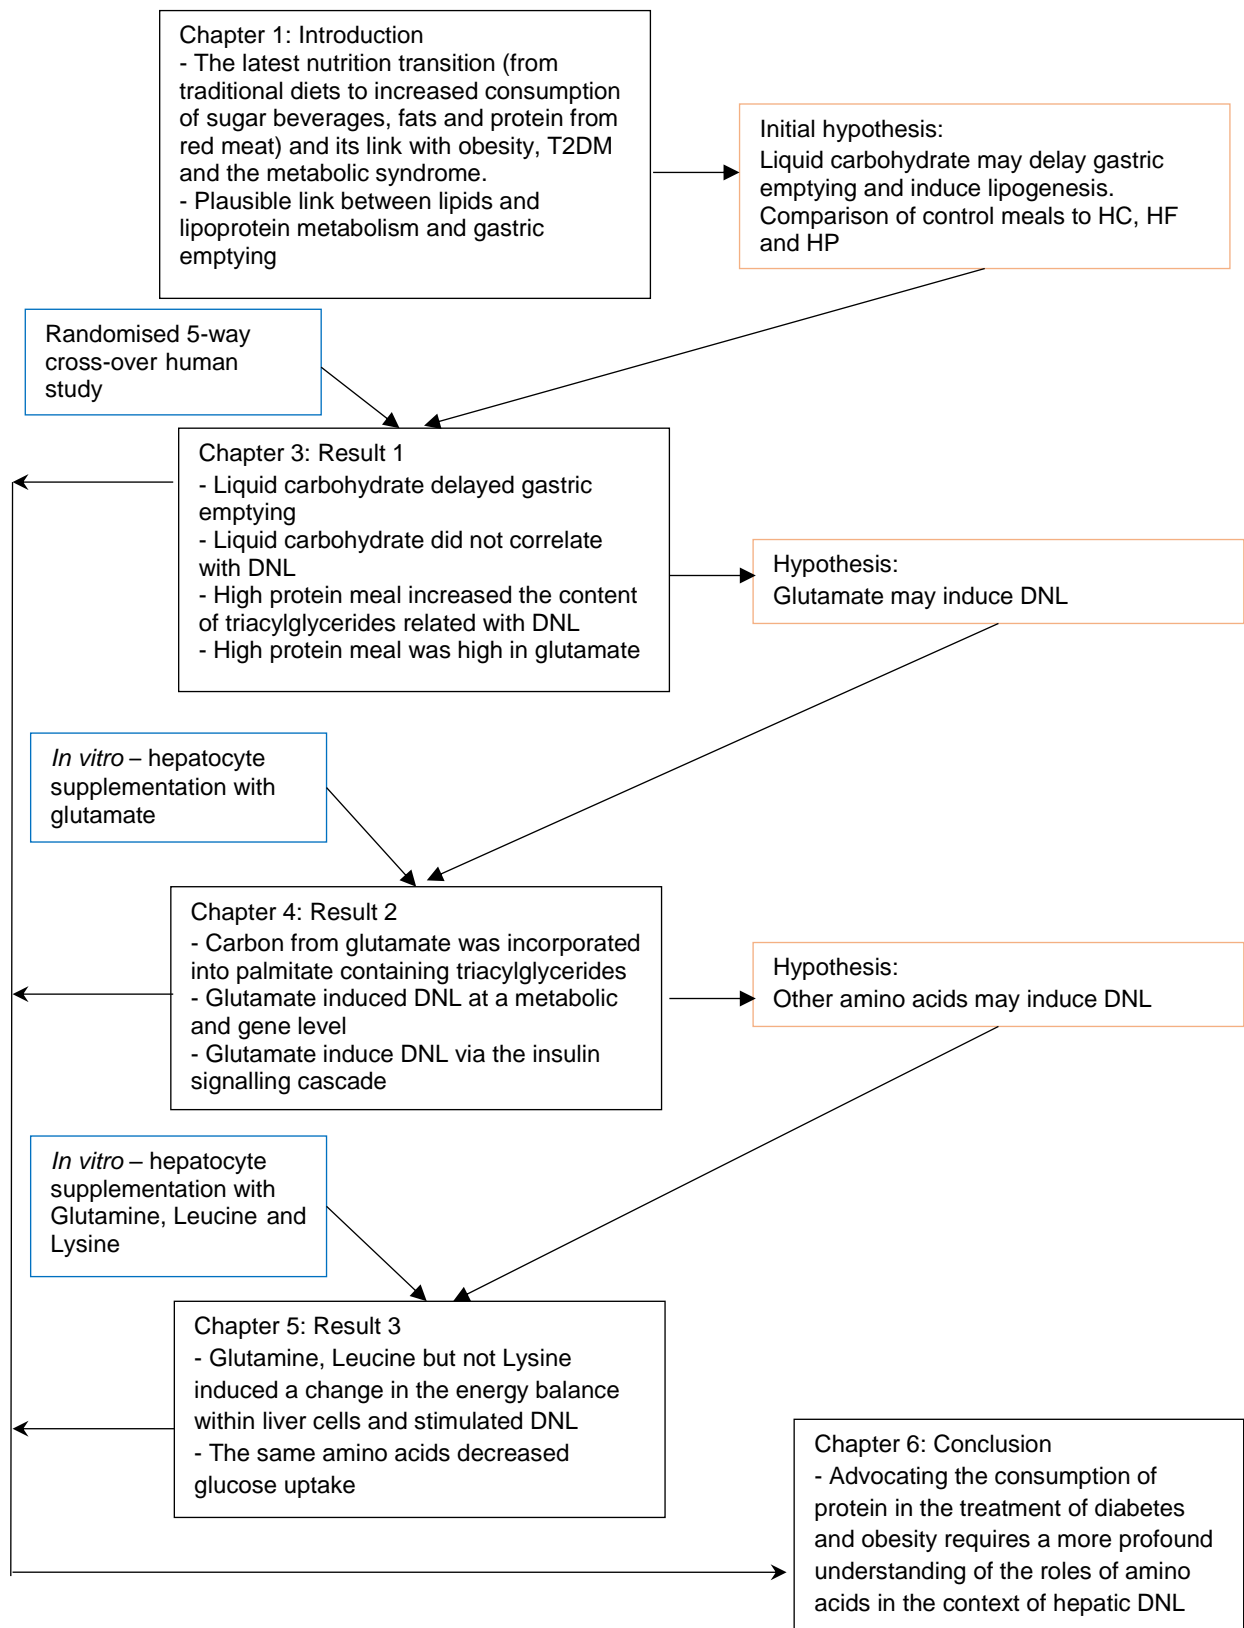 Chapter 1: Introduction
- The latest nutrition transition (from
traditional diets to increased consumption
of sugar beverages, fats and protein from
red meat) and its link with obesity, T2DM
and the metabolic syndrome.
- Plausible link between lipids and
lipoprotein metabolism and gastric
emptying
Initial hypothesis:
Liquid carbohydrate may delay gastric
emptying and induce lipogenesis.
Comparison of control meals to HC, HF
and HP
Randomised 5-way
cross-over human
study
Chapter 3: Result 1
- Liquid carbohydrate delayed gastric
emptying
- Liquid carbohydrate did not correlate
with DNL
- High protein meal increased the content
of triacylglycerides related with DNL
- High protein meal was high in glutamate
Hypothesis:
Glutamate may induce DNL
In vitro – hepatocyte
supplementation with
glutamate
Chapter 4: Result 2
- Carbon from glutamate was incorporated
into palmitate containing triacylglycerides
- Glutamate induced DNL at a metabolic
and gene level
- Glutamate induce DNL via the insulin
signalling cascade
Hypothesis:
Other amino acids may induce DNL
In vitro – hepatocyte
supplementation with
Glutamine, Leucine and
Lysine
Chapter 5: Result 3
- Glutamine, Leucine but not Lysine
induced a change in the energy balance
within liver cells and stimulated DNL
- The same amino acids decreased
glucose uptake
Chapter 6: Conclusion
- Advocating the consumption of
protein in the treatment of diabetes
and obesity requires a more profound
understanding of the roles of amino
acids in the context of hepatic DNL